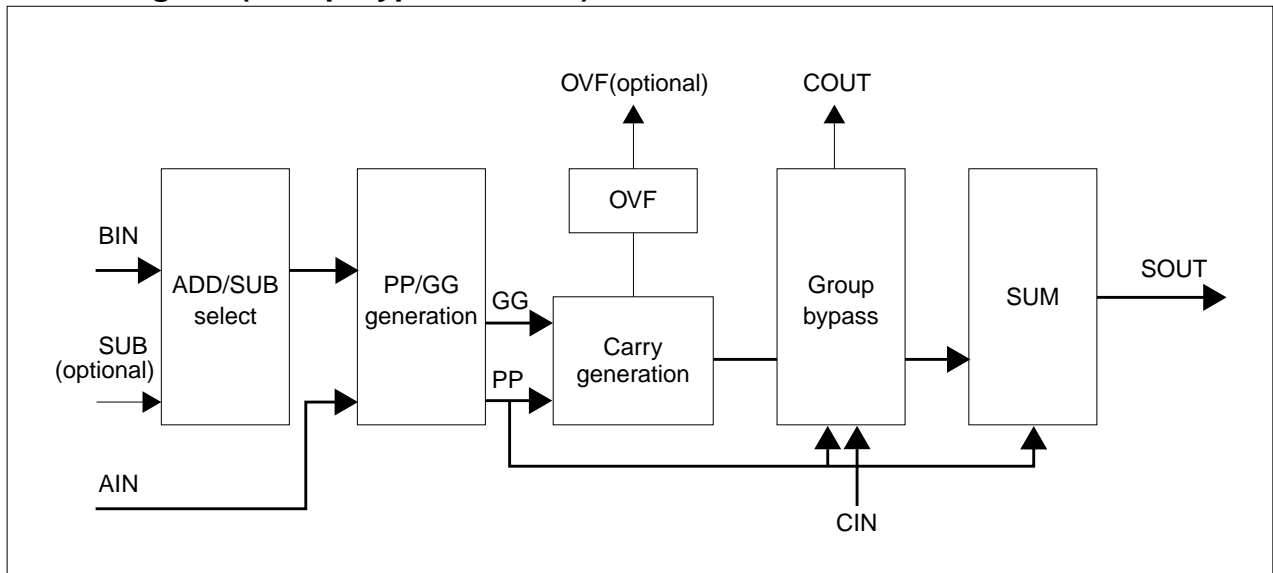 OVF(optional)
COUT
OVF
BIN
ADD/SUB
select
PP/GG
generation
GG
Group
bypass
SUM
SOUT
SUB
(optional)
Carry
generation
PP
AIN
CIN